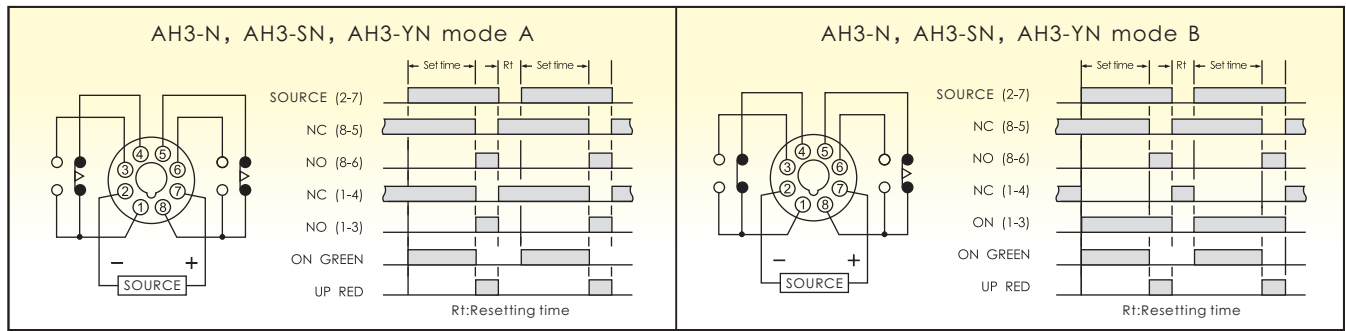 AH3-N, AH3-SN, AH3-YN mode A
Set time Rt Set time
SOURCE (2-7)
NC (8-5)
NO (8-6)
NC (1-4)
NO (1-3)
ON GREEN
UP RED
4 5
3 6
2 7
1 8
− +
SOURCE
Rt:Resetting time
AH3-N, AH3-SN, AH3-YN mode B
Set time Rt Set time
SOURCE (2-7)
NC (8-5)
NO (8-6)
NC (1-4)
ON (1-3)
ON GREEN
UP RED
4 5
3 6
2 7
1 8
− +
SOURCE
Rt:Resetting time